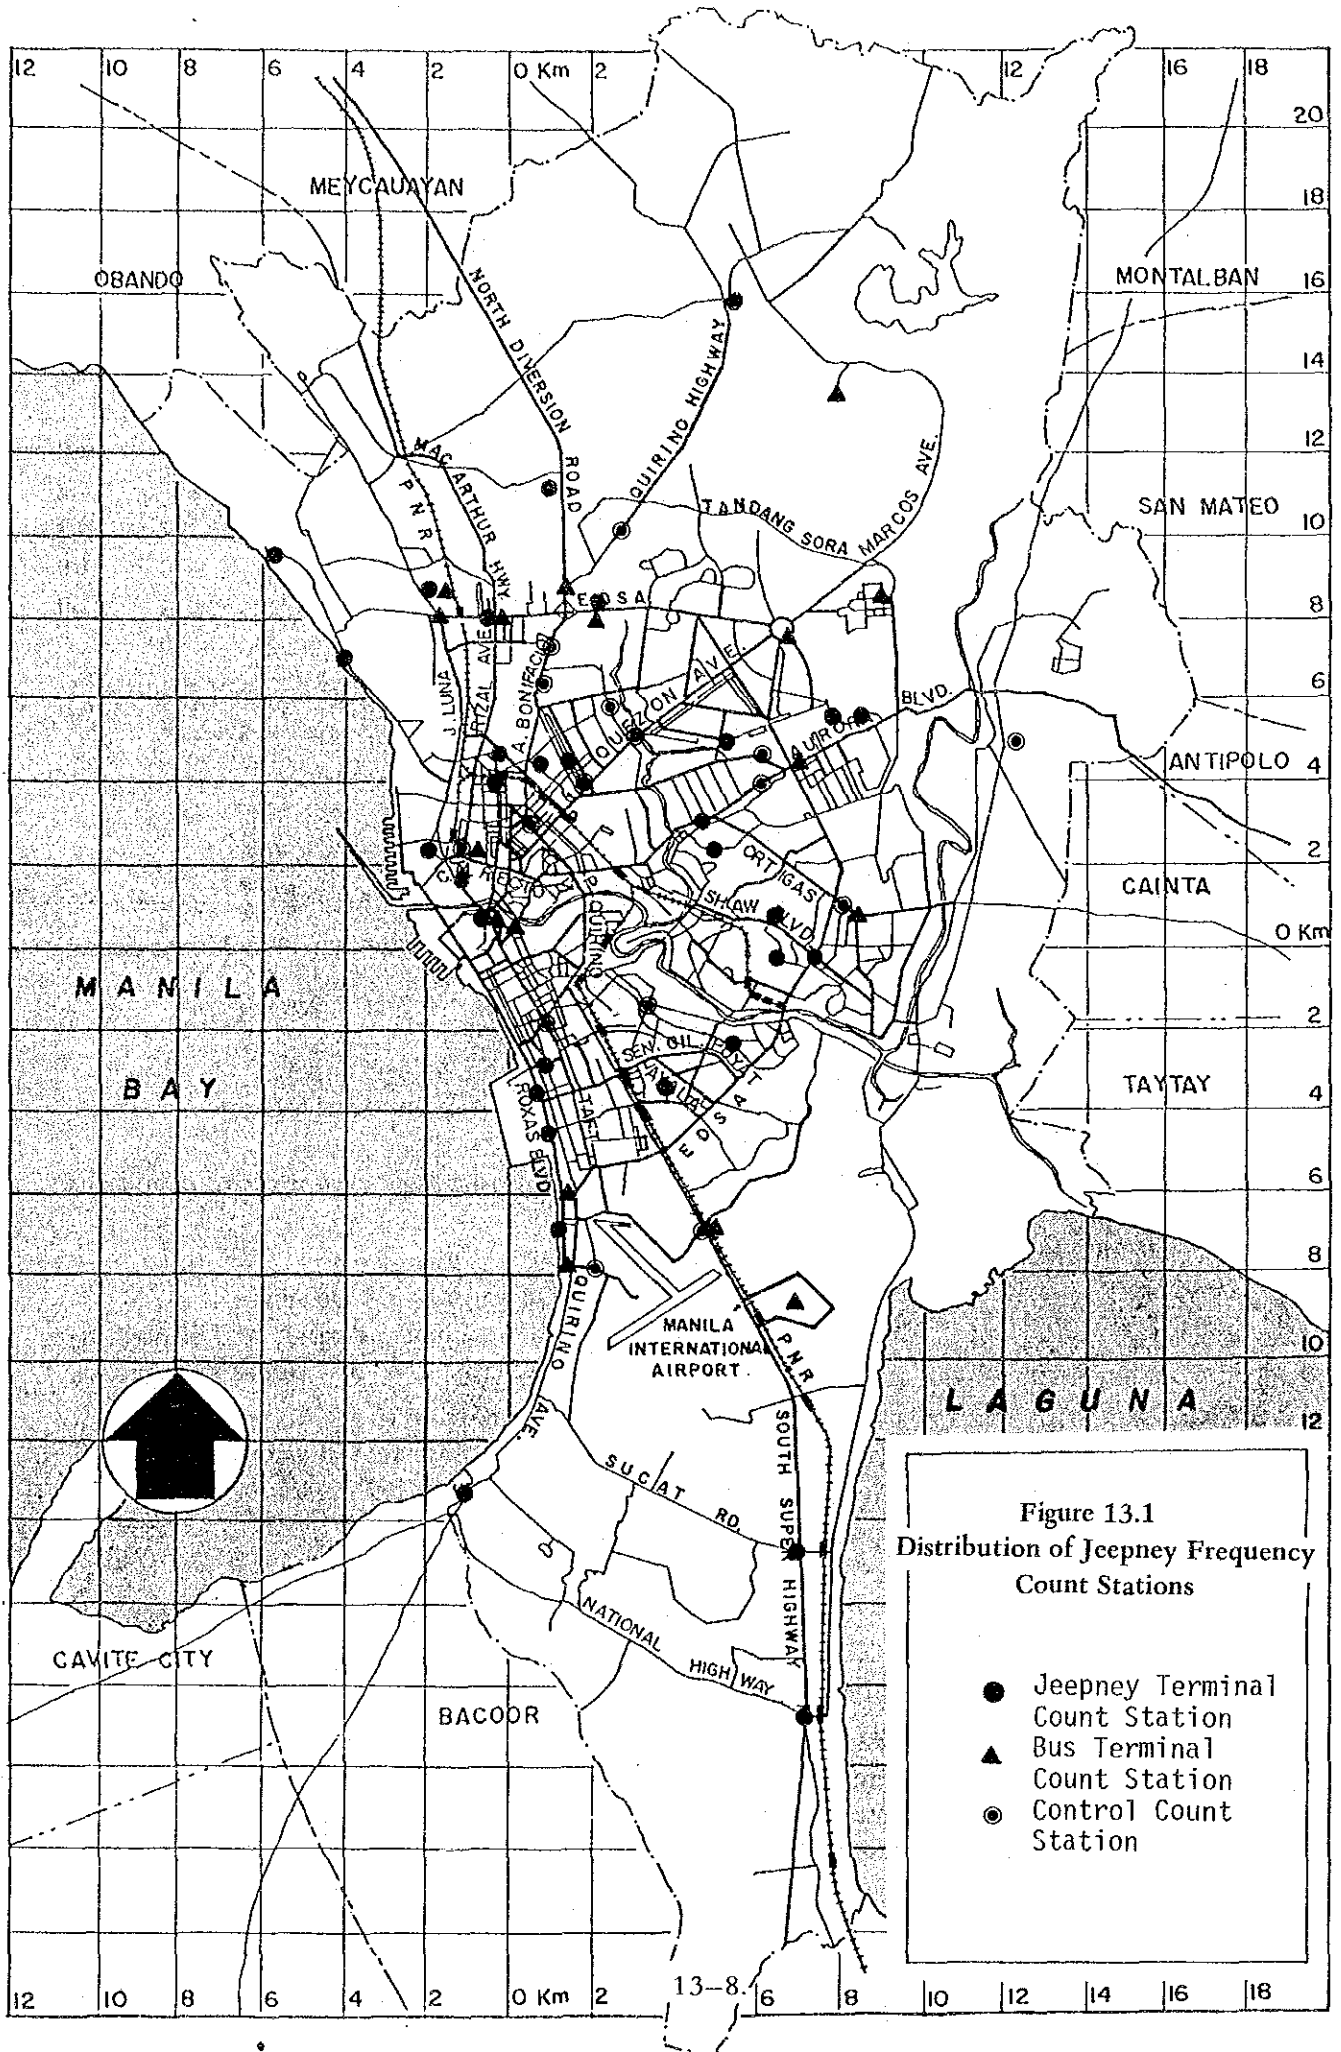 12 10 8 6 4 2 0 Km 2 12 16 18
20
MEYCAUAYAN
18
OBANDO
MONTALBAN
16
NORTH DIVERSION ROAD
14
QUIRINO HIGHWAY
12
MAC ARTHUR HWY
MARCOS AVE.
PNR
TANDANG SORA
SAN MATEO
10
EDSA
8
RIZAL AVE.
J. LUNA
A. BONIFACIO
QUEZON AVE.
AURORA BLVD.
6
ANTIPOLO
4
2
ORTIGAS
C. M. RECTO
SHAW BLVD.
CAINTA
QUIRINO
0 Km
MANILA
2
SEN. GIL PUYAT
BAY
AYALA
TAYTAY
4
ROXAS BLVD
TAFT
EDSA
6
8
QUIRINO AVE.
MANILA
INTERNATIONAL
AIRPORT
PNR
10
LAGUNA
12
SOUTH SUPER HIGHWAY
SUCAT RD.
Figure 13.1
Distribution of Jeepney Frequency
Count Stations
NATIONAL HIGHWAY
CAVITE CITY
BACOOR
Jeepney Terminal
Count Station
Bus Terminal
Count Station
Control Count
Station
13-8.
12 10 8 6 4 2 0 Km 2 6 8 10 12 14 16 18